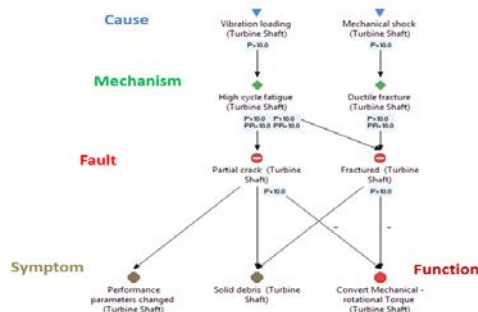 Cause
Vibration loading
(Turbine Shaft)
P=10.0
Mechanical shock
(Turbine Shaft)
P=10.0
Mechanism
High cycle fatigue
(Turbine Shaft)
P=10.0 P=10.0
PR=10.0 PR=10.0
Ductile fracture
(Turbine Shaft)
P=10.0
PR=10.0
Fault
Partial crack (Turbine
Shaft)
P=10.0
Fractured (Turbine
Shaft)
P=10.0
Symptom
Function
Performance
parameters changed
(Turbine Shaft)
Solid debris (Turbine
Shaft)
Convert Mechanical -
rotational Torque
(Turbine Shaft)